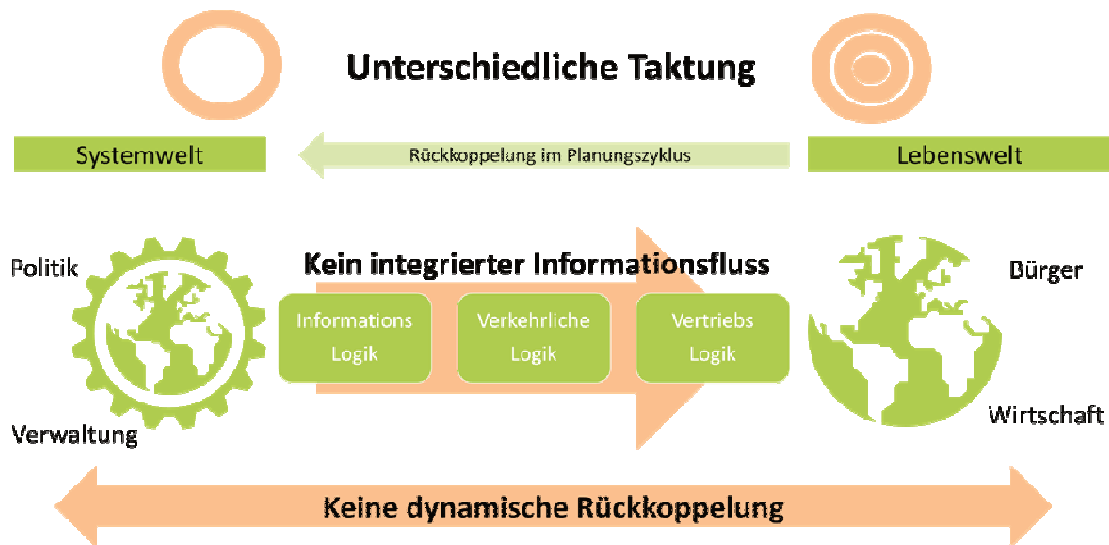 Unterschiedliche Taktung
Systemwelt
Rückkoppelung im Planungszyklus
Lebenswelt
Politik
Kein integrierter Informationsfluss
Bürger
Informations
Logik
Verkehrliche
Logik
Vertriebs
Logik
Verwaltung
Wirtschaft
Keine dynamische Rückkoppelung